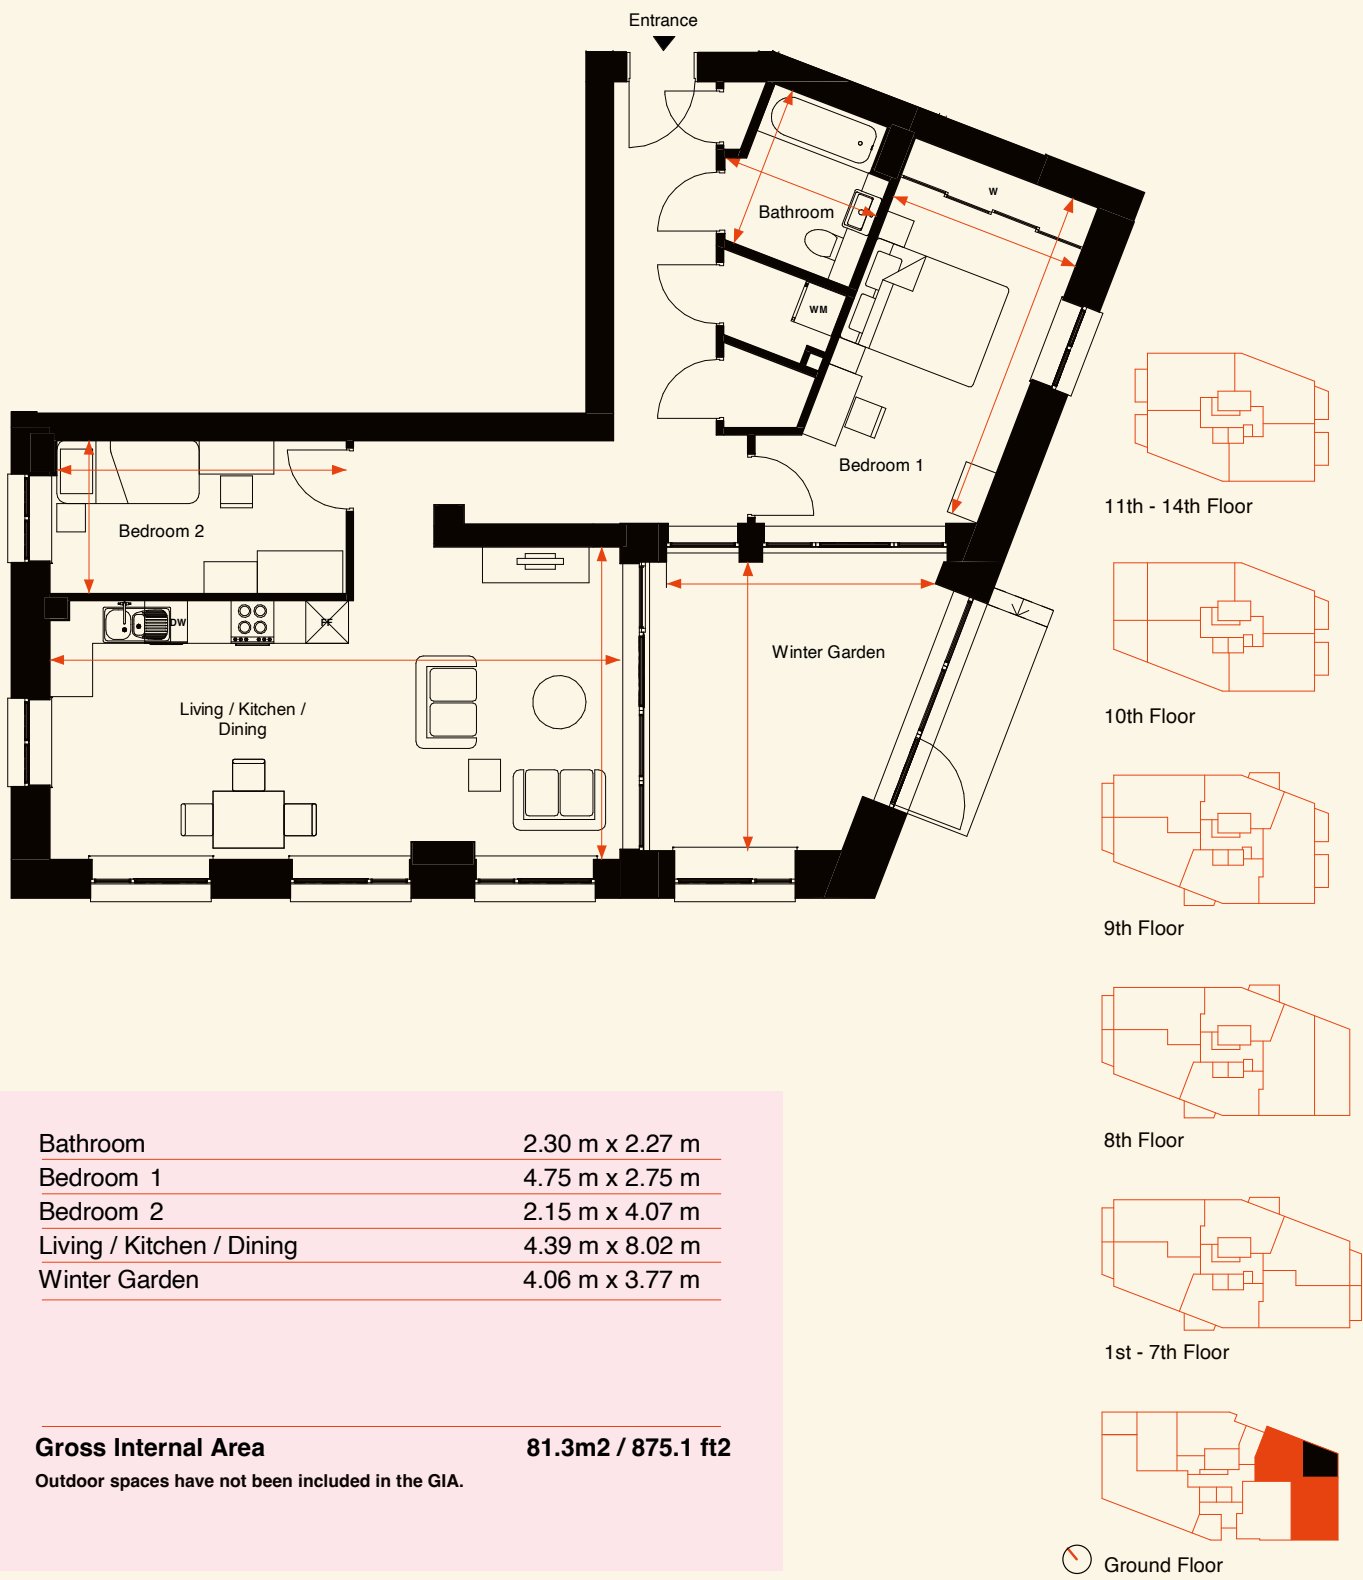 Entrance
Bathroom
W
WM
Bedroom 1
Bedroom 2
DW
FF
Winter Garden
Living / Kitchen /
Dining
11th - 14th Floor
10th Floor
9th Floor
8th Floor
1st - 7th Floor
Ground Floor
Bathroom 2.30 m x 2.27 m
Bedroom 1 4.75 m x 2.75 m
Bedroom 2 2.15 m x 4.07 m
Living / Kitchen / Dining 4.39 m x 8.02 m
Winter Garden 4.06 m x 3.77 m
Gross Internal Area 81.3m2 / 875.1 ft2
Outdoor spaces have not been included in the GIA.